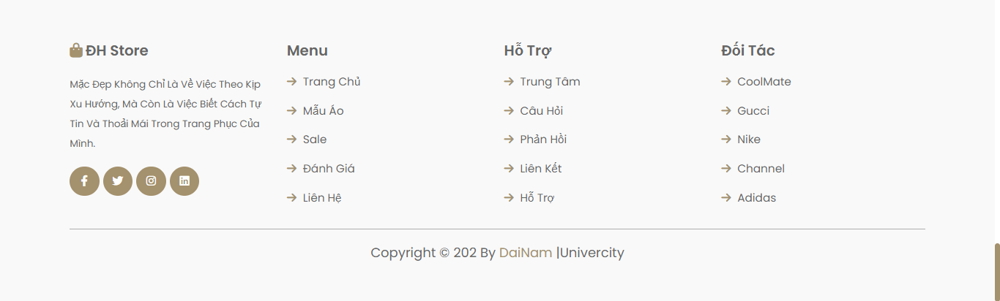 ĐH Store
Mặc Đẹp Không Chỉ Là Về Việc Theo Kịp
Xu Hướng, Mà Còn Là Việc Biết Cách Tự
Tin Và Thoải Mái Trong Trang Phục Của
Mình.
Menu
Trang Chủ
Mẫu Áo
Sale
Đánh Giá
Liên Hệ
Hỗ Trợ
Trung Tâm
Câu Hỏi
Phản Hồi
Liên Kết
Hỗ Trợ
Đối Tác
CoolMate
Gucci
Nike
Channel
Adidas
Copyright © 202 By DaiNam |Univercity